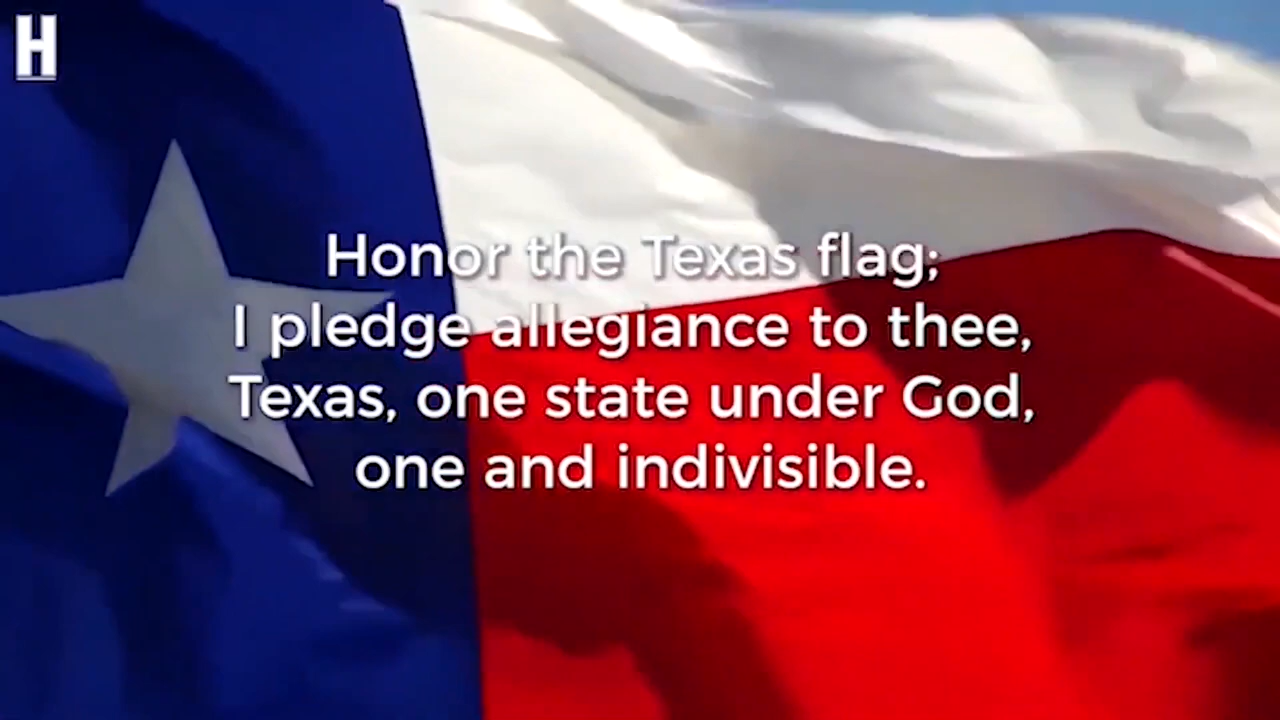 H
Honor the Texas flag;
I pledge allegiance to thee,
Texas, one state under God,
one and indivisible.